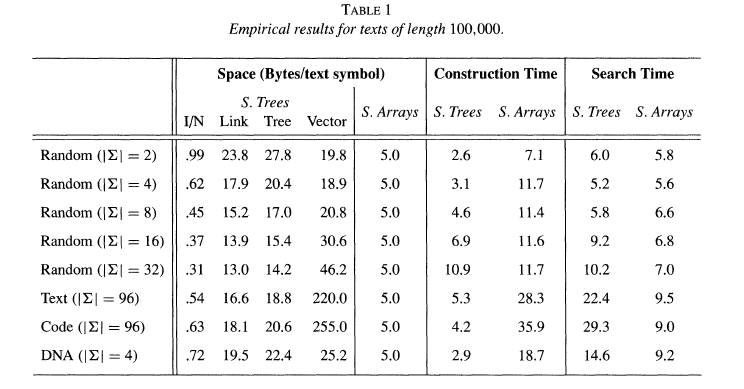 TABLE 1
Empirical results for texts of length 100,000.
Space (Bytes/text symbol) Construction Time Search Time
S. Trees
I/N Link Tree Vector S. Arrays S. Trees S. Arrays S. Trees S. Arrays
Random (|Σ| = 2) .99 23.8 27.8 19.8 5.0 2.6 7.1 6.0 5.8
Random (|Σ| = 4) .62 17.9 20.4 18.9 5.0 3.1 11.7 5.2 5.6
Random (|Σ| = 8) .45 15.2 17.0 20.8 5.0 4.6 11.4 5.8 6.6
Random (|Σ| = 16) .37 13.9 15.4 30.6 5.0 6.9 11.6 9.2 6.8
Random (|Σ| = 32) .31 13.0 14.2 46.2 5.0 10.9 11.7 10.2 7.0
Text (|Σ| = 96) .54 16.6 18.8 220.0 5.0 5.3 28.3 22.4 9.5
Code (|Σ| = 96) .63 18.1 20.6 255.0 5.0 4.2 35.9 29.3 9.0
DNA (|Σ| = 4) .72 19.5 22.4 25.2 5.0 2.9 18.7 14.6 9.2